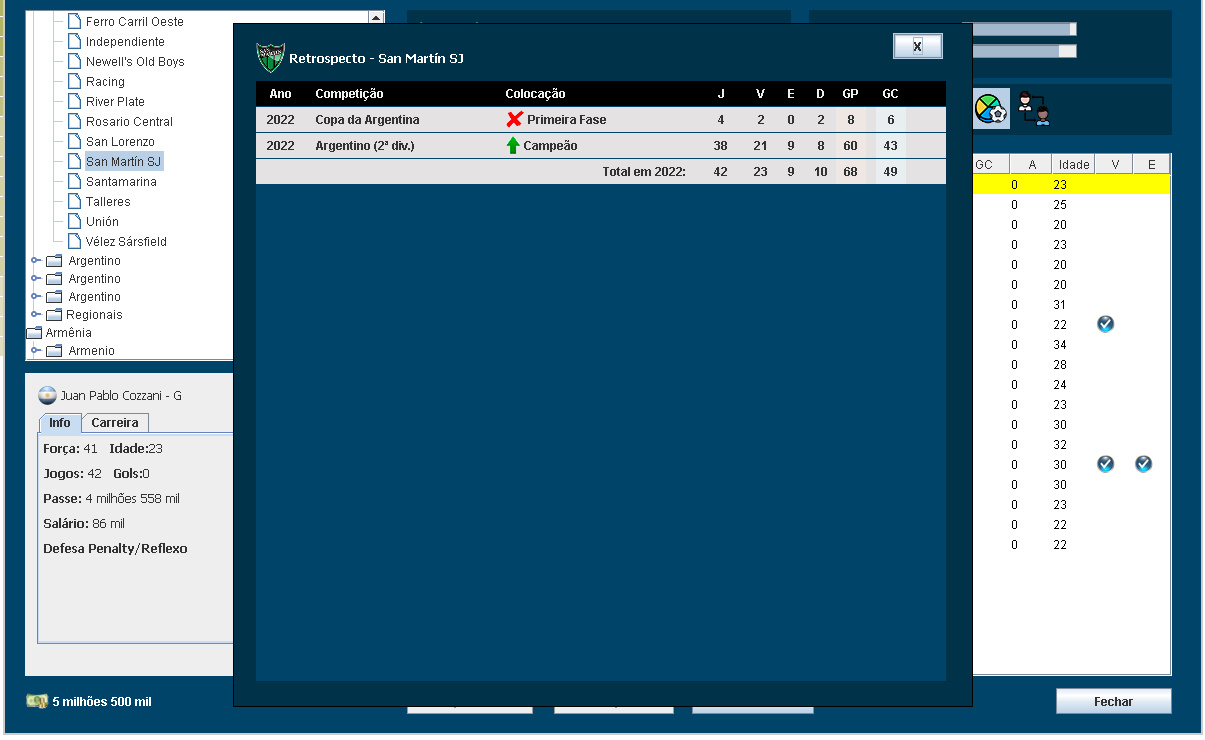 Ferro Carril Oeste
Independiente
Newell's Old Boys
Racing
River Plate
Rosario Central
San Lorenzo
San Martín SJ
Santamarina
Talleres
Unión
Vélez Sársfield
Argentino
Argentino
Argentino
Regionais
Armênia
Armenio
Juan Pablo Cozzani - G
Info Carreira
Força: 41 Idade:23
Jogos: 42 Gols:0
Passe: 4 milhões 558 mil
Salário: 86 mil
Defesa Penalty/Reflexo
5 milhões 500 mil
Retrospecto - San Martín SJ
x
Ano Competição Colocação J V E D GP GC
2022 Copa da Argentina Primeira Fase 4 2 0 2 8 6
2022 Argentino (2ª div.) Campeão 38 21 9 8 60 43
Total em 2022: 42 23 9 10 68 49
GC A Idade V E
0 23
0 25
0 20
0 23
0 20
0 20
0 31
0 22
0 34
0 28
0 24
0 23
0 30
0 32
0 30
0 30
0 23
0 22
0 22
Fechar